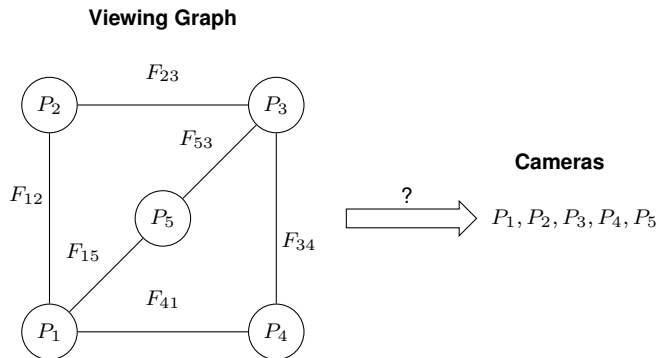 Viewing Graph
F₂₃
P₂
P₃
F₅₃
Cameras
F₁₂
?
P₅
P₁, P₂, P₃, P₄, P₅
F₁₅
F₃₄
F₄₁
P₁
P₄